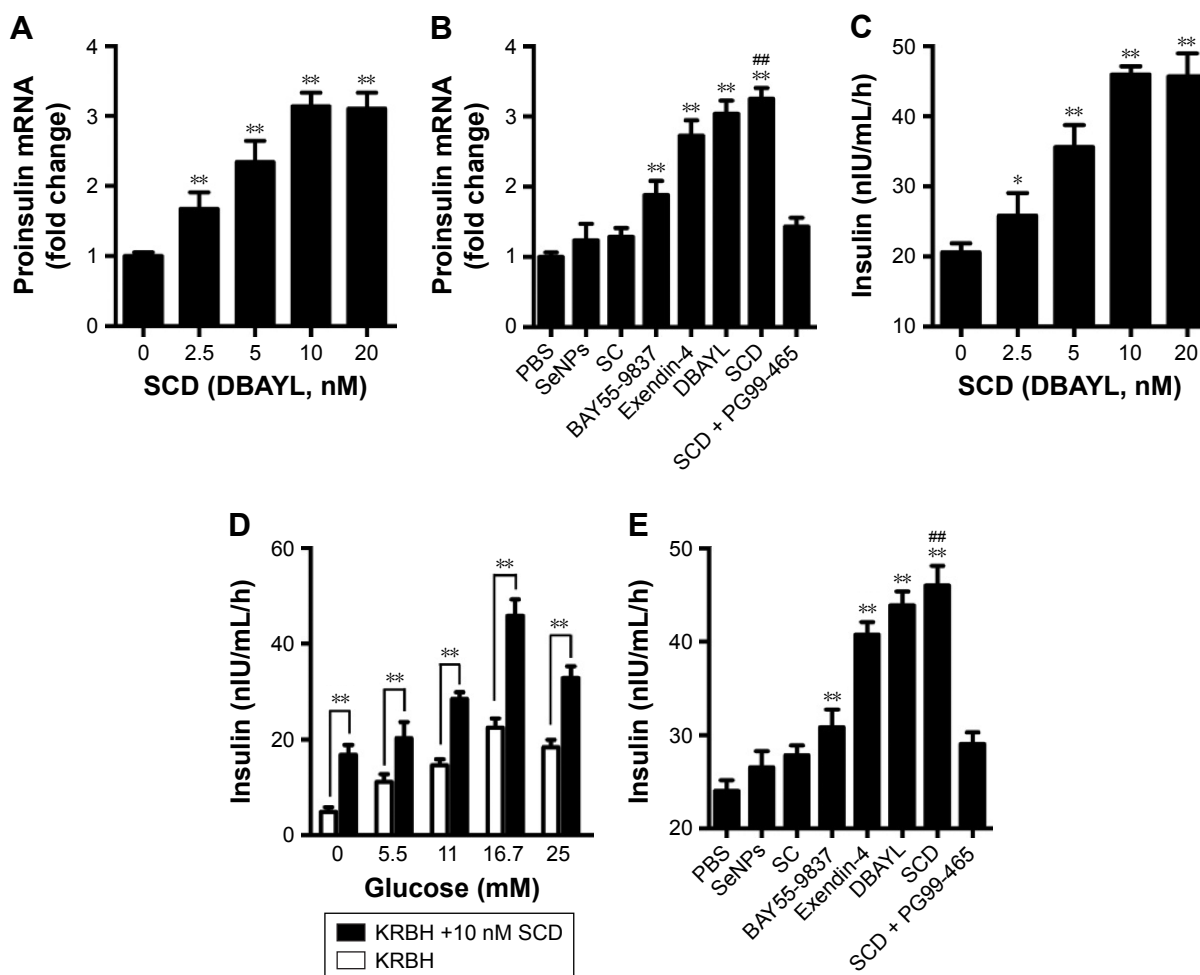 A
Proinsulin mRNA
(fold change)
4
3
2
1
0
**
**
**
**
0 2.5 5 10 20
SCD (DBAYL, nM)
B
Proinsulin mRNA
(fold change)
4
3
2
1
0
**
**
**
##
**
PBS
SeNPs
SC
BAY55-9837
Exendin-4
DBAYL
SCD
SCD + PG99-465
C
Insulin (nIU/mL/h)
50
40
30
20
10
*
**
**
**
0 2.5 5 10 20
SCD (DBAYL, nM)
D
Insulin (nIU/mL/h)
60
40
20
0
**
**
**
**
**
0 5.5 11 16.7 25
Glucose (mM)
KRBH +10 nM SCD
KRBH
E
Insulin (nIU/mL/h)
50
40
30
20
**
**
**
##
**
PBS
SeNPs
SC
BAY55-9837
Exendin-4
DBAYL
SCD
SCD + PG99-465